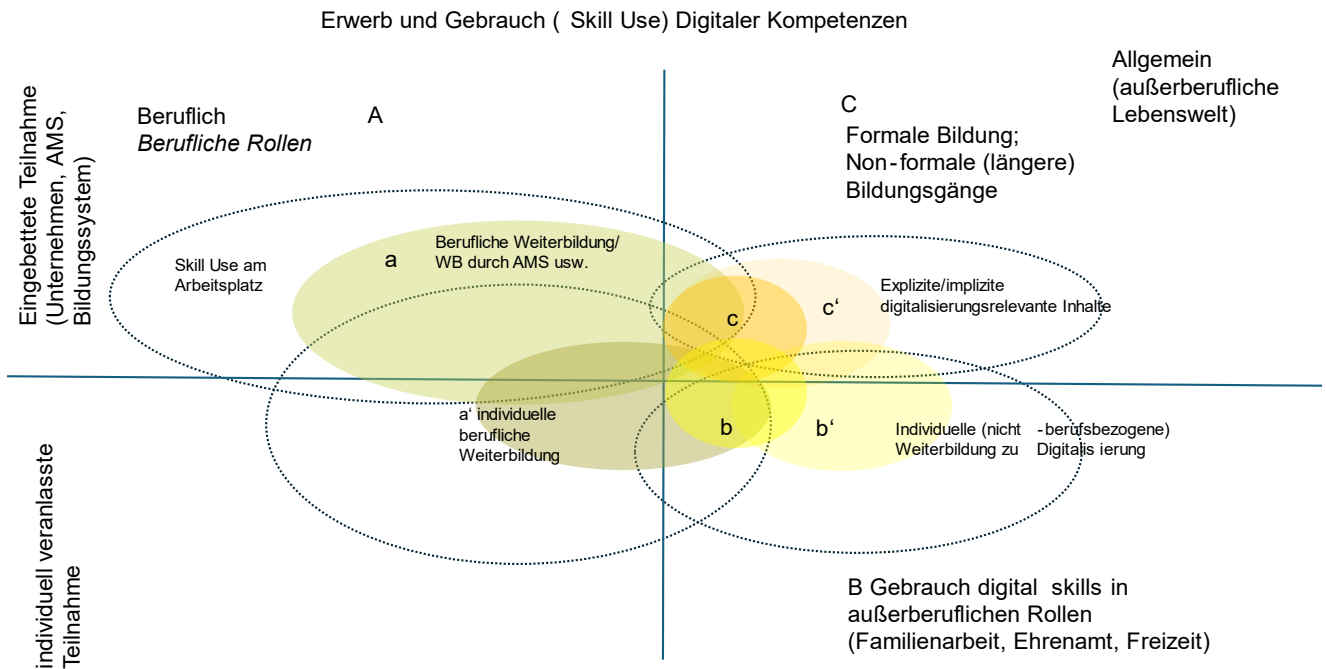 Erwerb und Gebrauch ( Skill Use) Digitaler Kompetenzen
Eingebettete Teilnahme
(Unternehmen, AMS,
Bildungssystem)
Beruflich
Berufliche Rollen
A
C
Formale Bildung;
Non-formale (längere)
Bildungsgänge
Allgemein
(außerberufliche
Lebenswelt)
Skill Use am
Arbeitsplatz
a
Berufliche Weiterbildung/
WB durch AMS usw.
c
c‘
Explizite/implizite
digitalisierungsrelevante Inhalte
individuell veranlasste
Teilnahme
a‘ individuelle
berufliche
Weiterbildung
b
b‘
Individuelle (nicht -berufsbezogene)
Weiterbildung zu Digitalis ierung
B Gebrauch digital skills in
außerberuflichen Rollen
(Familienarbeit, Ehrenamt, Freizeit)